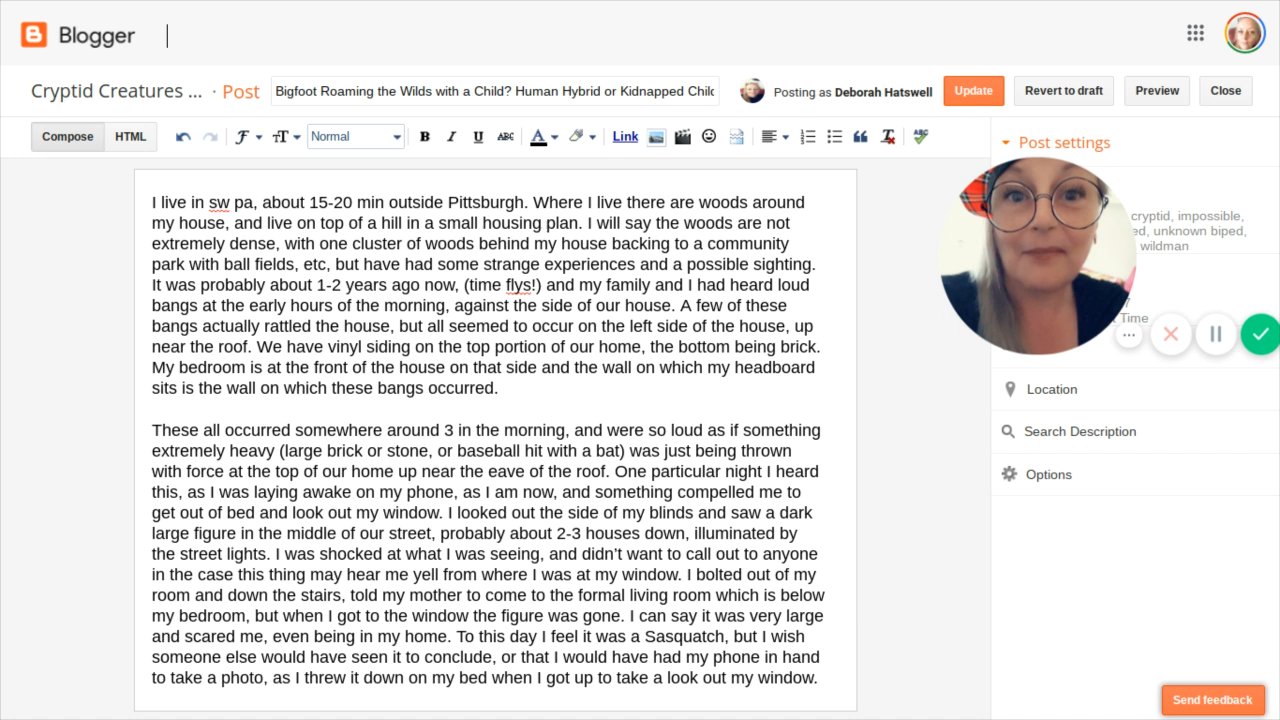 Blogger
Cryptid Creatures ... · Post
Bigfoot Roaming the Wilds with a Child? Human Hybrid or Kidnapped Child
Posting as Deborah Hatswell
Update
Revert to draft
Preview
Close
Compose
HTML
Normal
B I U ABC A Link
Post settings
I live in sw pa, about 15-20 min outside Pittsburgh. Where I live there are woods around
my house, and live on top of a hill in a small housing plan. I will say the woods are not
extremely dense, with one cluster of woods behind my house backing to a community
park with ball fields, etc, but have had some strange experiences and a possible sighting.
It was probably about 1-2 years ago now, (time flys!) and my family and I had heard loud
bangs at the early hours of the morning, against the side of our house. A few of these
bangs actually rattled the house, but all seemed to occur on the left side of the house, up
near the roof. We have vinyl siding on the top portion of our home, the bottom being brick.
My bedroom is at the front of the house on that side and the wall on which my headboard
sits is the wall on which these bangs occurred.
These all occurred somewhere around 3 in the morning, and were so loud as if something
extremely heavy (large brick or stone, or baseball hit with a bat) was just being thrown
with force at the top of our home up near the eave of the roof. One particular night I heard
this, as I was laying awake on my phone, as I am now, and something compelled me to
get out of bed and look out my window. I looked out the side of my blinds and saw a dark
large figure in the middle of our street, probably about 2-3 houses down, illuminated by
the street lights. I was shocked at what I was seeing, and didn’t want to call out to anyone
in the case this thing may hear me yell from where I was at my window. I bolted out of my
room and down the stairs, told my mother to come to the formal living room which is below
my bedroom, but when I got to the window the figure was gone. I can say it was very large
and scared me, even being in my home. To this day I feel it was a Sasquatch, but I wish
someone else would have seen it to conclude, or that I would have had my phone in hand
to take a photo, as I threw it down on my bed when I got up to take a look out my window.
cryptid, impossible,
unknown biped,
wildman
Time
Location
Search Description
Options
Send feedback